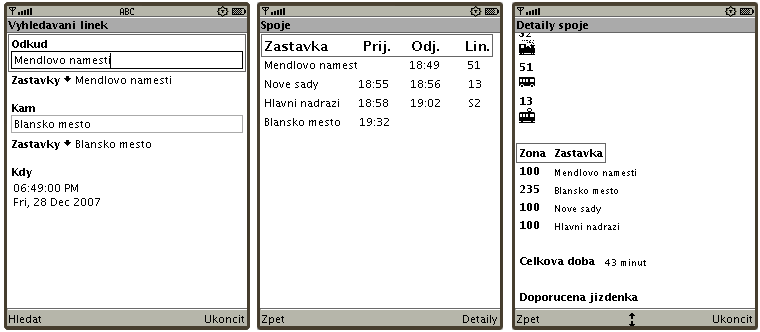 ABC
Vyhledavani linek
Odkud
Mendlovo namesti
Zastavky Mendlovo namesti
Kam
Blansko mesto
Zastavky Blansko mesto
Kdy
06:49:00 PM
Fri, 28 Dec 2007
Hledat Ukoncit
Spoje
Zastavka Prij. Odj. Lin.
Mendlovo namest 18:49 51
Nove sady 18:55 18:56 13
Hlavni nadrazi 18:58 19:02 S2
Blansko mesto 19:32
Zpet Detaily
Detaily spoje
S2
51
13
Zona Zastavka
100 Mendlovo namesti
235 Blansko mesto
100 Nove sady
100 Hlavni nadrazi
Celkova doba 43 minut
Doporucena jizdenka
Zpet Ukoncit